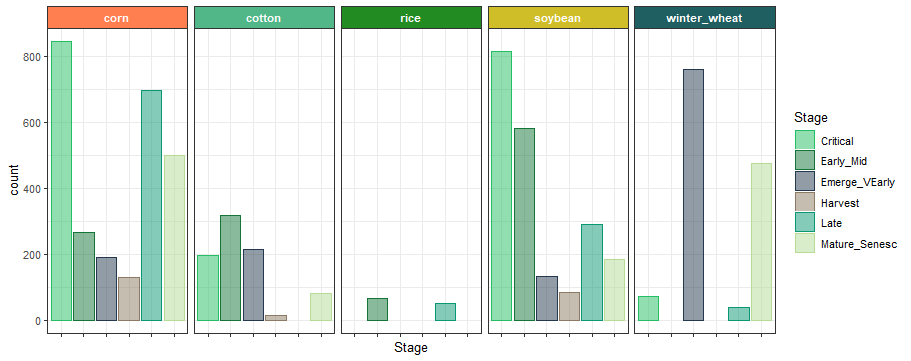 corn cotton rice soybean winter_wheat
800
600
400
200
0
count
Stage
Stage
Critical
Early_Mid
Emerge_VEarly
Harvest
Late
Mature_Senesc